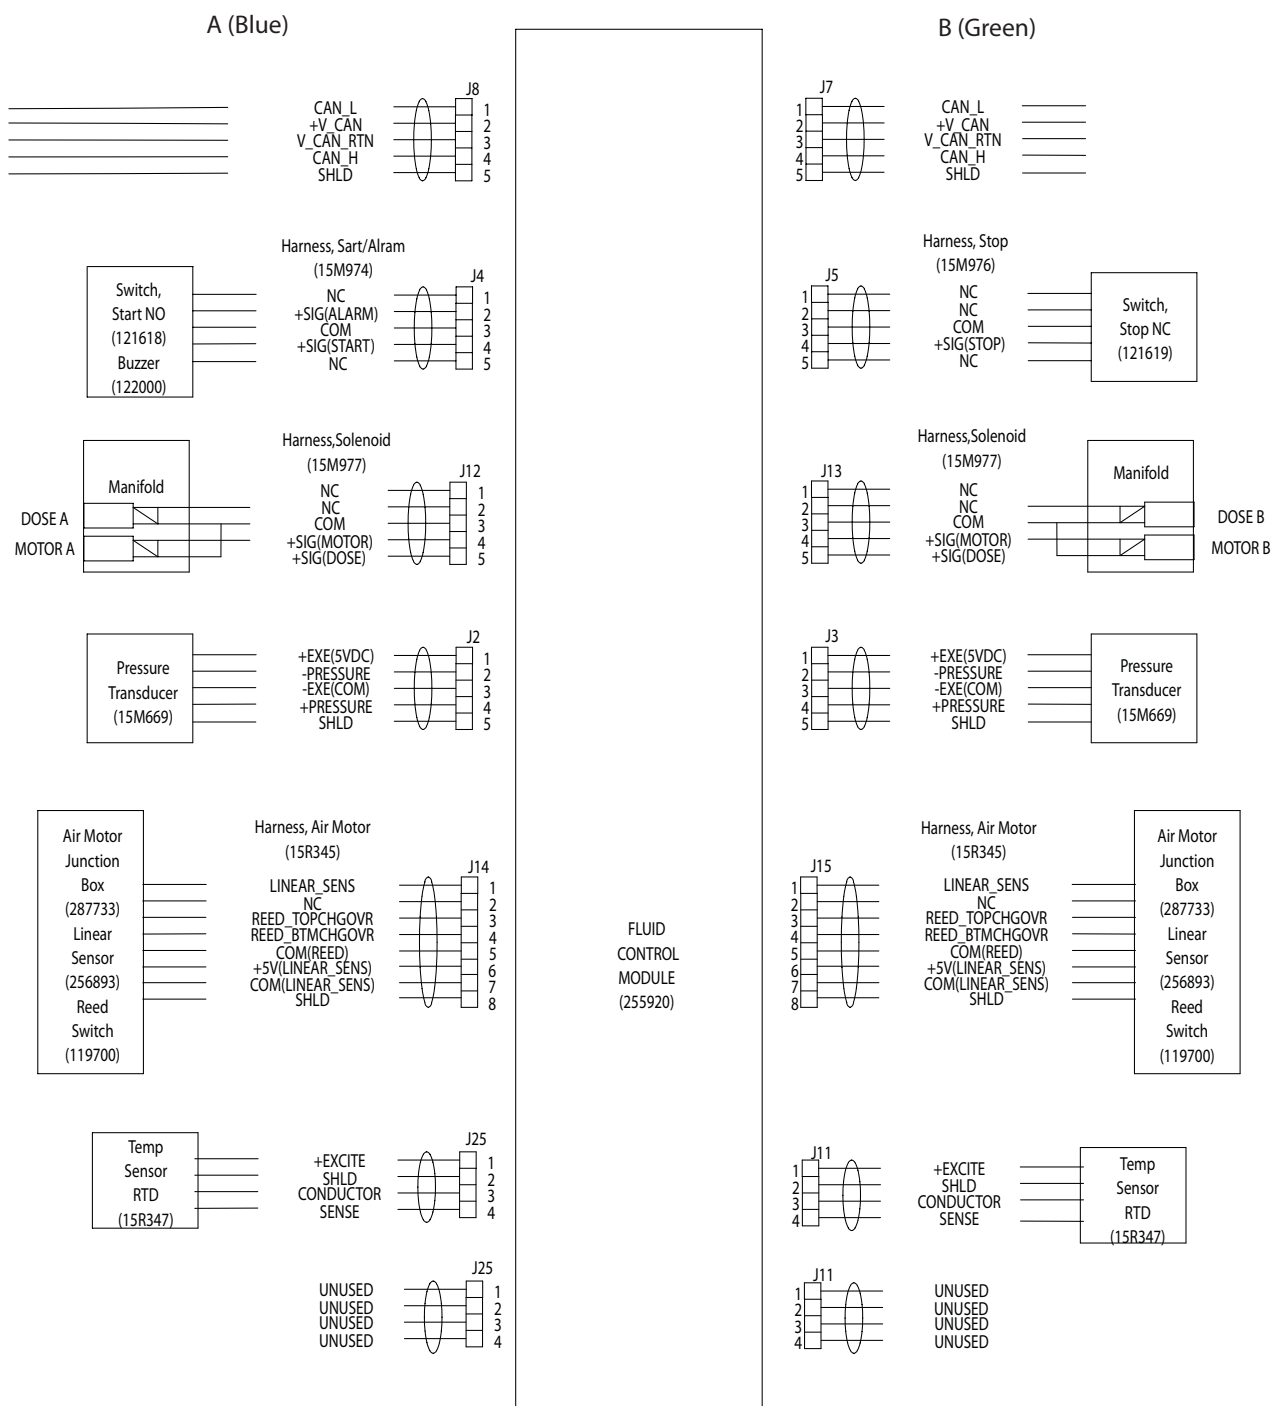 A (Blue)
B (Green)
J8
CAN_L
1
+V_CAN
2
V_CAN_RTN
3
CAN_H
4
SHLD
5
J7
1
CAN_L
2
+V_CAN
3
V_CAN_RTN
4
CAN_H
5
SHLD
Harness, Sart/Alram
(15M974)
J4
Switch,
Start NO
(121618)
Buzzer
(122000)
NC
1
+SIG(ALARM)
2
COM
3
+SIG(START)
4
NC
5
Harness, Stop
(15M976)
J5
1
NC
2
NC
3
COM
4
+SIG(STOP)
5
NC
Switch,
Stop NC
(121619)
Harness,Solenoid
(15M977)
J12
Manifold
DOSE A
MOTOR A
NC
1
NC
2
COM
3
+SIG(MOTOR)
4
+SIG(DOSE)
5
Harness,Solenoid
(15M977)
J13
1
NC
2
NC
3
COM
4
+SIG(MOTOR)
5
+SIG(DOSE)
Manifold
DOSE B
MOTOR B
J2
Pressure
Transducer
(15M669)
+EXE(5VDC)
1
-PRESSURE
2
-EXE(COM)
3
+PRESSURE
4
SHLD
5
J3
1
+EXE(5VDC)
2
-PRESSURE
3
-EXE(COM)
4
+PRESSURE
5
SHLD
Pressure
Transducer
(15M669)
Harness, Air Motor
(15R345)
J14
Air Motor
Junction
Box
(287733)
Linear
Sensor
(256893)
Reed
Switch
(119700)
LINEAR_SENS
1
NC
2
REED_TOPCHGOVR
3
REED_BTMCHGOVR
4
COM(REED)
5
+5V(LINEAR_SENS)
6
COM(LINEAR_SENS)
7
SHLD
8
FLUID
CONTROL
MODULE
(255920)
Harness, Air Motor
(15R345)
J15
1
LINEAR_SENS
2
NC
3
REED_TOPCHGOVR
4
REED_BTMCHGOVR
5
COM(REED)
6
+5V(LINEAR_SENS)
7
COM(LINEAR_SENS)
8
SHLD
Air Motor
Junction
Box
(287733)
Linear
Sensor
(256893)
Reed
Switch
(119700)
J25
Temp
Sensor
RTD
(15R347)
+EXCITE
1
SHLD
2
CONDUCTOR
3
SENSE
4
J11
1
+EXCITE
2
SHLD
3
CONDUCTOR
4
SENSE
Temp
Sensor
RTD
(15R347)
J25
UNUSED
1
UNUSED
2
UNUSED
3
UNUSED
4
J11
1
UNUSED
2
UNUSED
3
UNUSED
4
UNUSED